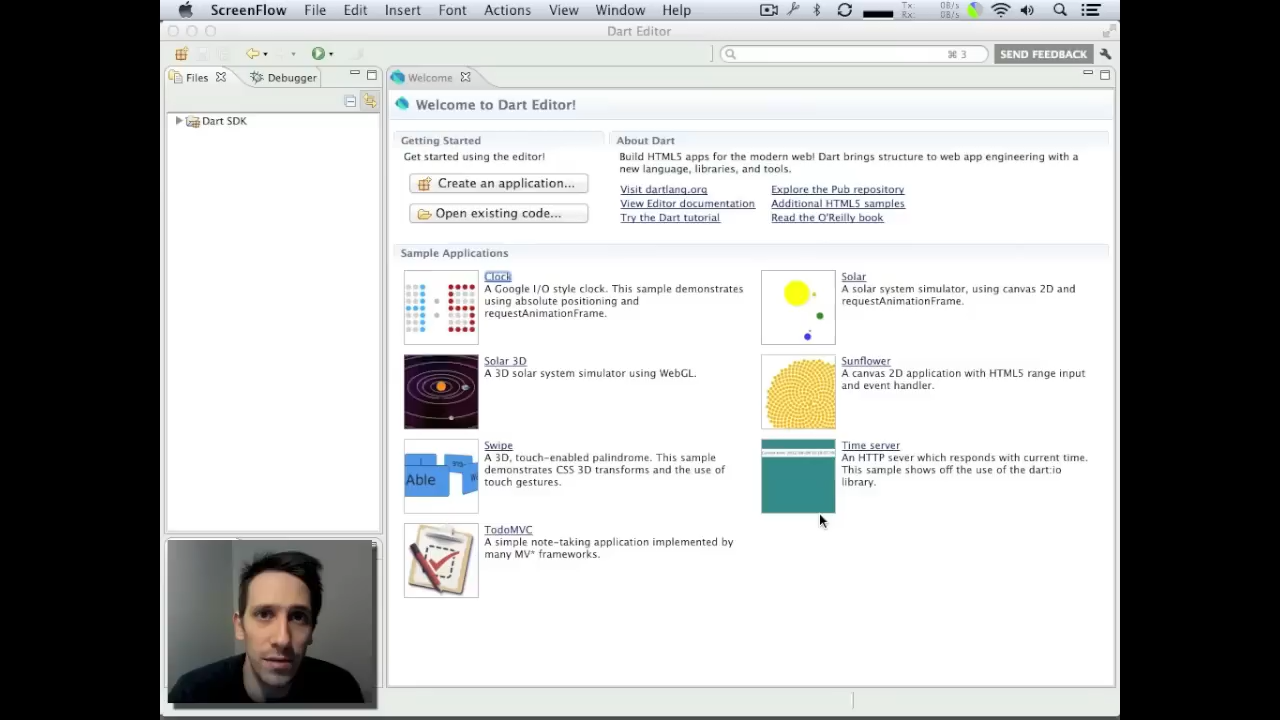 ScreenFlow File Edit Insert Font Actions View Window Help
Tx: 0B/s
Rx: 0B/s
Dart Editor
⌘ 3 SEND FEEDBACK
Files Debugger Welcome
Welcome to Dart Editor!
Dart SDK
Getting Started
Get started using the editor!
Create an application...
Open existing code...
About Dart
Build HTML5 apps for the modern web! Dart brings structure to web app engineering with a
new language, libraries, and tools.
Visit dartlang.org Explore the Pub repository
View Editor documentation Additional HTML5 samples
Try the Dart tutorial Read the O'Reilly book
Sample Applications
Clock
A Google I/O style clock. This sample demonstrates
using absolute positioning and
requestAnimationFrame.
Solar
A solar system simulator, using canvas 2D and
requestAnimationFrame.
Solar 3D
A 3D solar system simulator using WebGL.
Sunflower
A canvas 2D application with HTML5 range input
and event handler.
Able
Swipe
A 3D, touch-enabled palindrome. This sample
demonstrates CSS 3D transforms and the use of
touch gestures.
Time server
An HTTP sever which responds with current time.
This sample shows off the use of the dart:io
library.
TodoMVC
A simple note-taking application implemented by
many MV* frameworks.